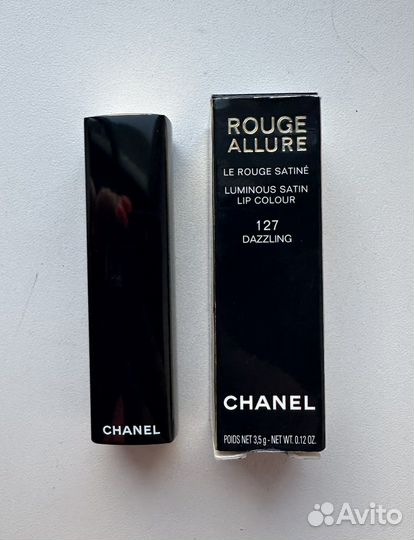 CHANEL
ROUGE
ALLURE
LE ROUGE SATINÉ
LUMINOUS SATIN
LIP COLOUR
127
DAZZLING
CHANEL
POIDS NET 3,5 g - NET WT. 0.12 OZ.
Avito